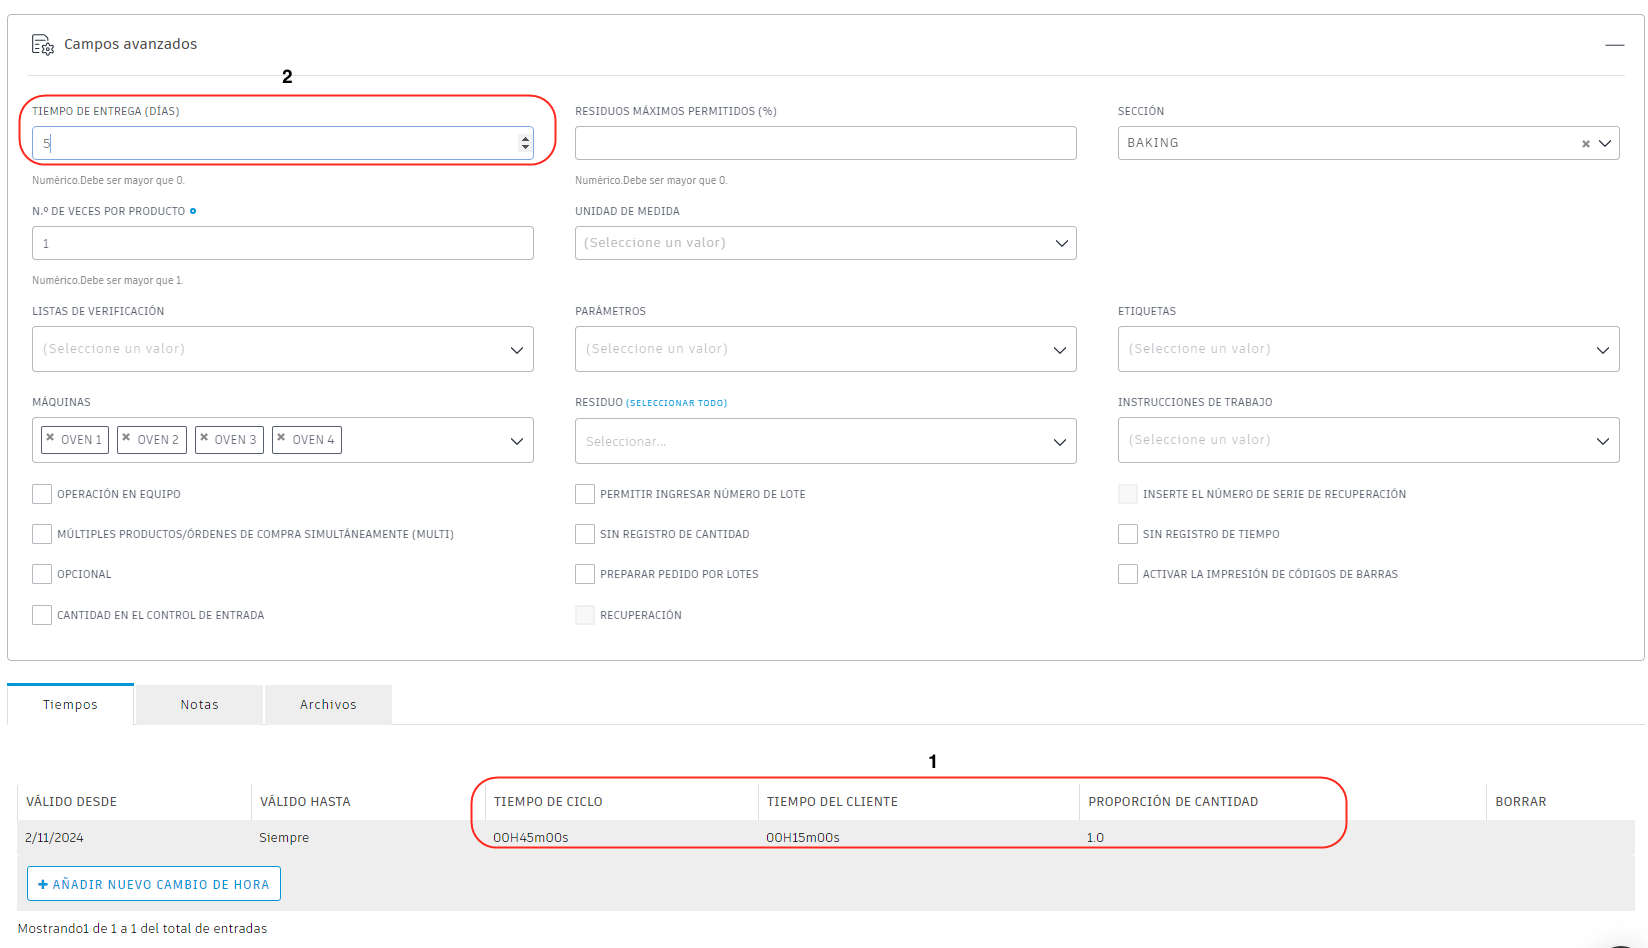 Campos avanzados
2
TIEMPO DE ENTREGA (DÍAS)
RESIDUOS MÁXIMOS PERMITIDOS (%)
SECCIÓN
5
BAKING
Numérico.Debe ser mayor que 0.
Numérico.Debe ser mayor que 0.
N.º DE VECES POR PRODUCTO
UNIDAD DE MEDIDA
1
(Seleccione un valor)
Numérico.Debe ser mayor que 1.
LISTAS DE VERIFICACIÓN
PARÁMETROS
ETIQUETAS
(Seleccione un valor)
(Seleccione un valor)
(Seleccione un valor)
MÁQUINAS
RESIDUO (SELECCIONAR TODO)
INSTRUCCIONES DE TRABAJO
OVEN 1 OVEN 2 OVEN 3 OVEN 4
Seleccionar...
(Seleccione un valor)
OPERACIÓN EN EQUIPO
PERMITIR INGRESAR NÚMERO DE LOTE
INSERTE EL NÚMERO DE SERIE DE RECUPERACIÓN
MÚLTIPLES PRODUCTOS/ÓRDENES DE COMPRA SIMULTÁNEAMENTE (MULTI)
SIN REGISTRO DE CANTIDAD
SIN REGISTRO DE TIEMPO
OPCIONAL
PREPARAR PEDIDO POR LOTES
ACTIVAR LA IMPRESIÓN DE CÓDIGOS DE BARRAS
CANTIDAD EN EL CONTROL DE ENTRADA
RECUPERACIÓN
Tiempos
Notas
Archivos
1
VÁLIDO DESDE
VÁLIDO HASTA
TIEMPO DE CICLO
TIEMPO DEL CLIENTE
PROPORCIÓN DE CANTIDAD
BORRAR
2/11/2024
Siempre
00H45m00s
00H15m00s
1.0
+ AÑADIR NUEVO CAMBIO DE HORA
Mostrando1 de 1 a 1 del total de entradas